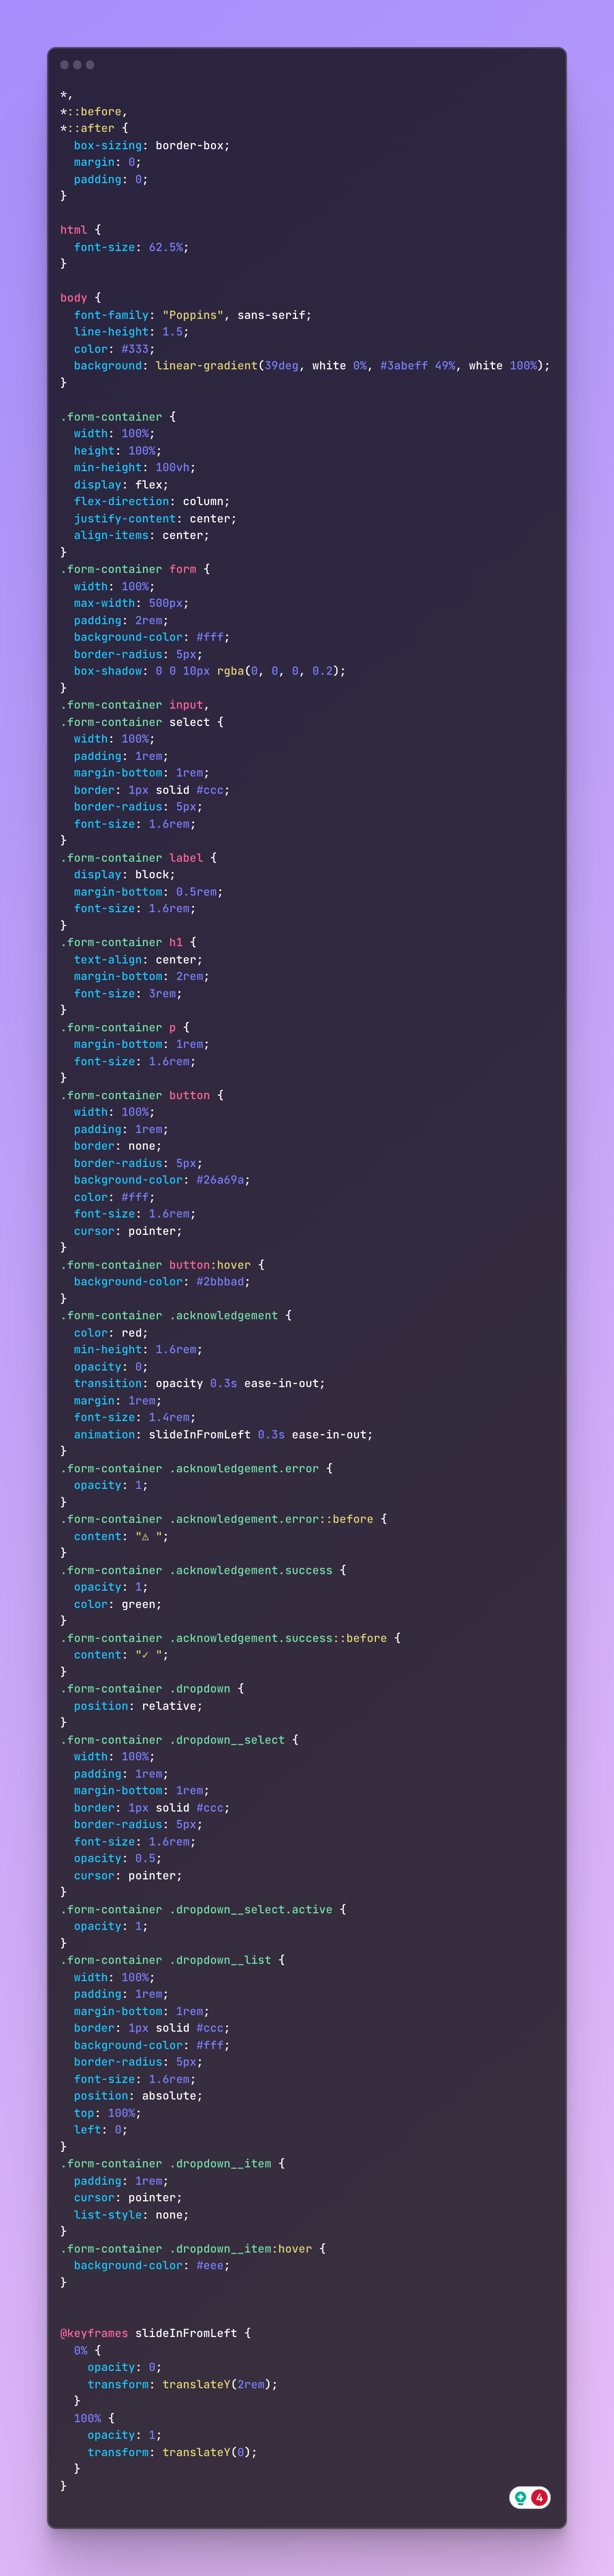 *,
*::before,
*::after {
  box-sizing: border-box;
  margin: 0;
  padding: 0;
}
html {
  font-size: 62.5%;
}
body {
  font-family: "Poppins", sans-serif;
  line-height: 1.5;
  color: #333;
  background: linear-gradient(39deg, white 0%, #3abeff 49%, white 100%);
}
.form-container {
  width: 100%;
  height: 100%;
  min-height: 100vh;
  display: flex;
  flex-direction: column;
  justify-content: center;
  align-items: center;
}
.form-container form {
  width: 100%;
  max-width: 500px;
  padding: 2rem;
  background-color: #fff;
  border-radius: 5px;
  box-shadow: 0 0 10px rgba(0, 0, 0, 0.2);
}
.form-container input,
.form-container select {
  width: 100%;
  padding: 1rem;
  margin-bottom: 1rem;
  border: 1px solid #ccc;
  border-radius: 5px;
  font-size: 1.6rem;
}
.form-container label {
  display: block;
  margin-bottom: 0.5rem;
  font-size: 1.6rem;
}
.form-container h1 {
  text-align: center;
  margin-bottom: 2rem;
  font-size: 3rem;
}
.form-container p {
  margin-bottom: 1rem;
  font-size: 1.6rem;
}
.form-container button {
  width: 100%;
  padding: 1rem;
  border: none;
  border-radius: 5px;
  background-color: #26a69a;
  color: #fff;
  font-size: 1.6rem;
  cursor: pointer;
}
.form-container button:hover {
  background-color: #2bbbad;
}
.form-container .acknowledgement {
  color: red;
  min-height: 1.6rem;
  opacity: 0;
  transition: opacity 0.3s ease-in-out;
  margin: 1rem;
  font-size: 1.4rem;
  animation: slideInFromLeft 0.3s ease-in-out;
}
.form-container .acknowledgement.error {
  opacity: 1;
}
.form-container .acknowledgement.error::before {
  content: "⚠ ";
}
.form-container .acknowledgement.success {
  opacity: 1;
  color: green;
}
.form-container .acknowledgement.success::before {
  content: "✓ ";
}
.form-container .dropdown {
  position: relative;
}
.form-container .dropdown__select {
  width: 100%;
  padding: 1rem;
  margin-bottom: 1rem;
  border: 1px solid #ccc;
  border-radius: 5px;
  font-size: 1.6rem;
  opacity: 0.5;
  cursor: pointer;
}
.form-container .dropdown__select.active {
  opacity: 1;
}
.form-container .dropdown__list {
  width: 100%;
  padding: 1rem;
  margin-bottom: 1rem;
  border: 1px solid #ccc;
  background-color: #fff;
  border-radius: 5px;
  font-size: 1.6rem;
  position: absolute;
  top: 100%;
  left: 0;
}
.form-container .dropdown__item {
  padding: 1rem;
  cursor: pointer;
  list-style: none;
}
.form-container .dropdown__item:hover {
  background-color: #eee;
}
@keyframes slideInFromLeft {
  0% {
    opacity: 0;
    transform: translateY(2rem);
  }
  100% {
    opacity: 1;
    transform: translateY(0);
  }
}
4